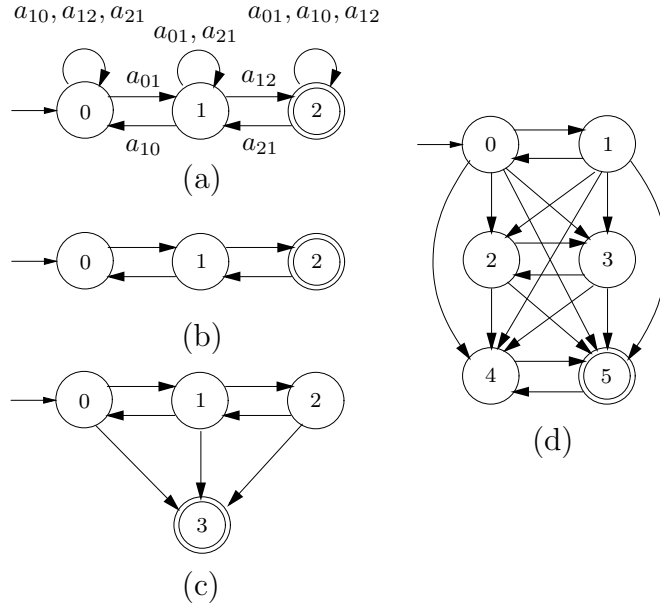 a₁₀, a₁₂, a₂₁
a₀₁, a₂₁
a₀₁, a₁₀, a₁₂
a₀₁
a₁₂
0
1
2
a₁₀
a₂₁
(a)
0
1
2
(b)
0
1
2
3
(c)
0
1
2
3
4
5
(d)